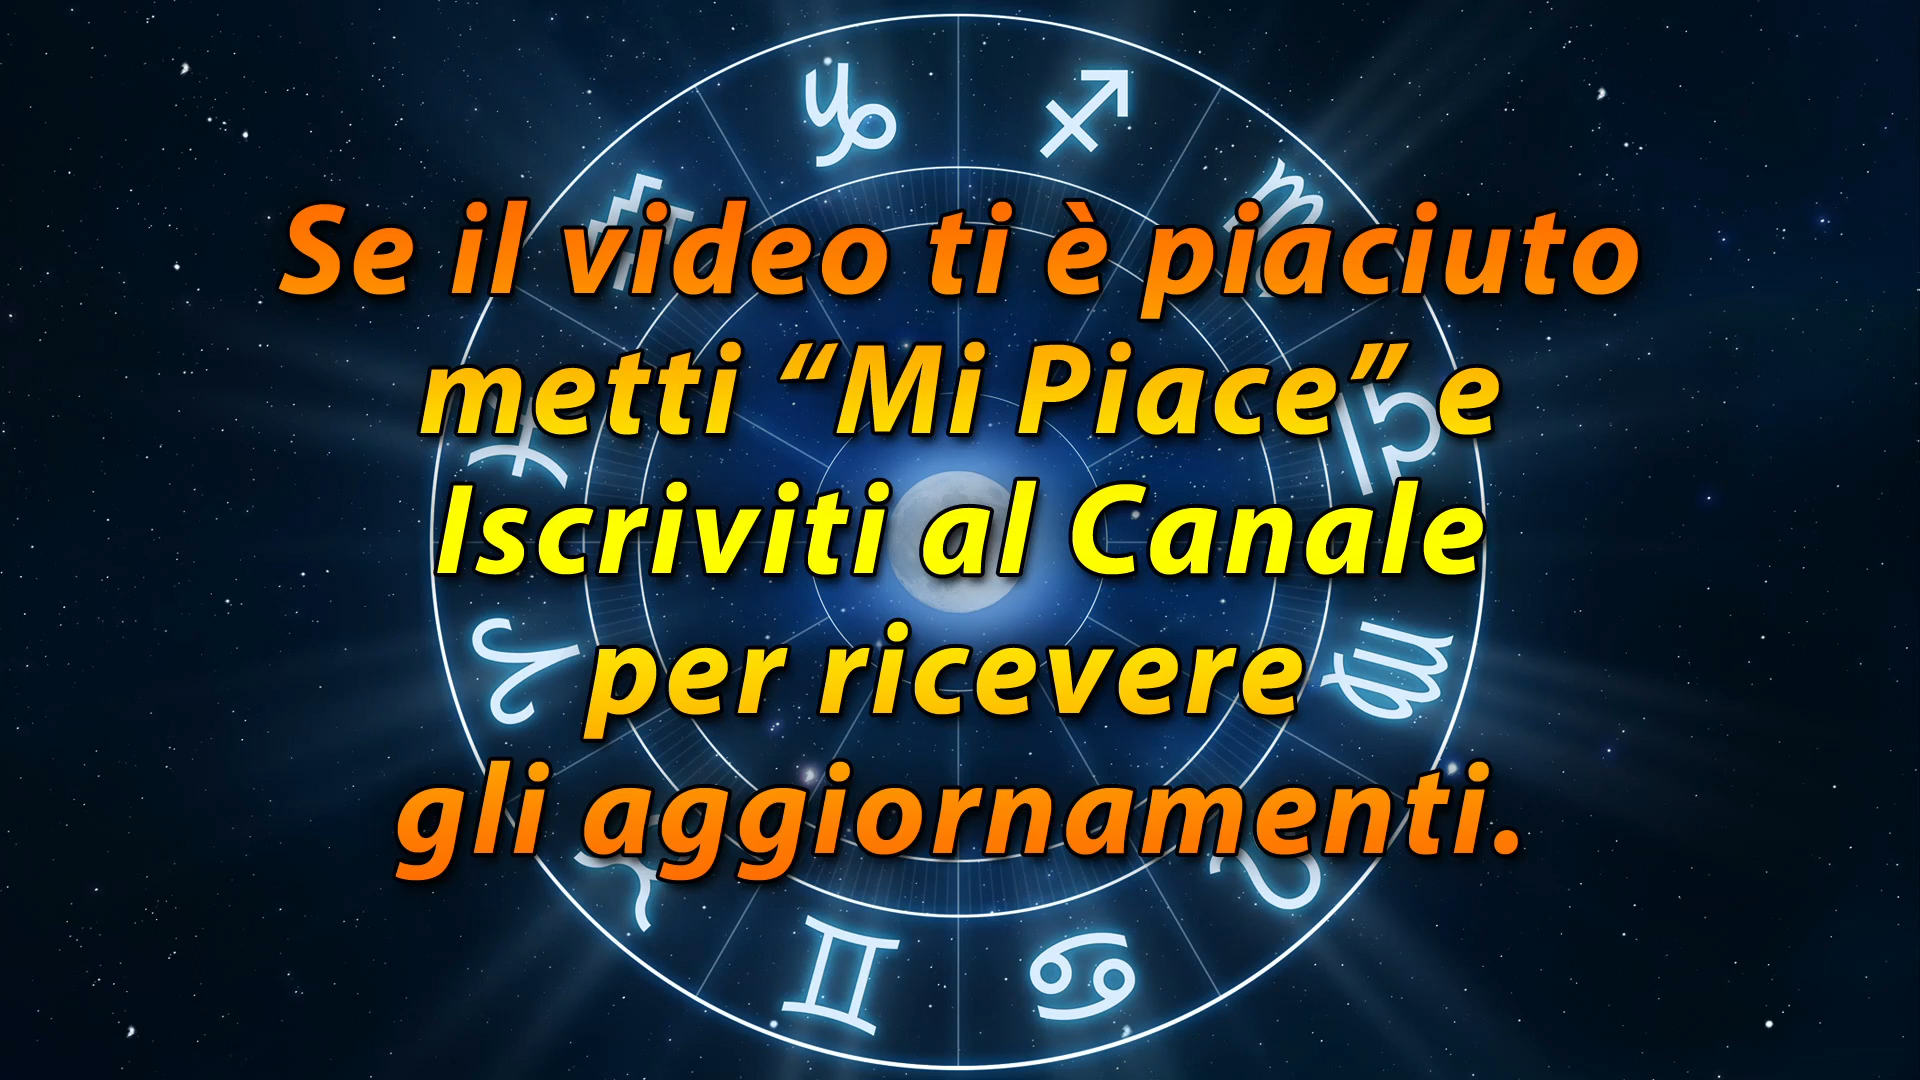 Se il video ti è piaciuto
metti “Mi Piace” e
Iscriviti al Canale
per ricevere
gli aggiornamenti.